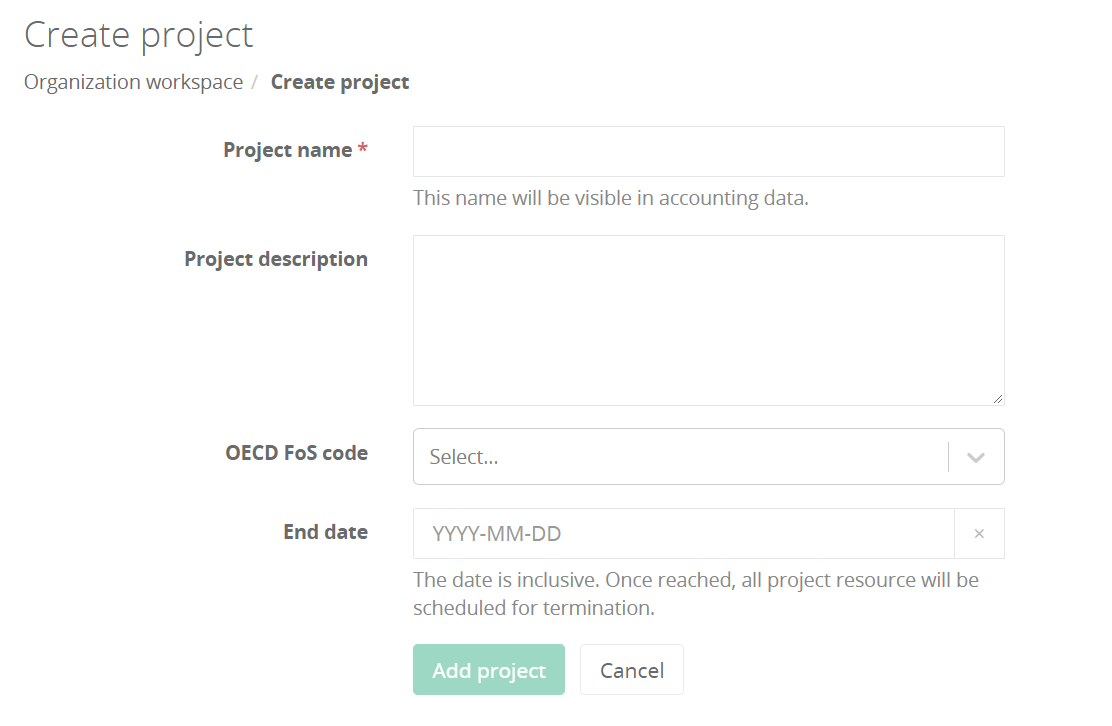 Create project
Organization workspace / Create project
Project name *
This name will be visible in accounting data.
Project description
OECD FoS code
Select...
End date
YYYY-MM-DD ×
The date is inclusive. Once reached, all project resource will be
scheduled for termination.
Add project
Cancel